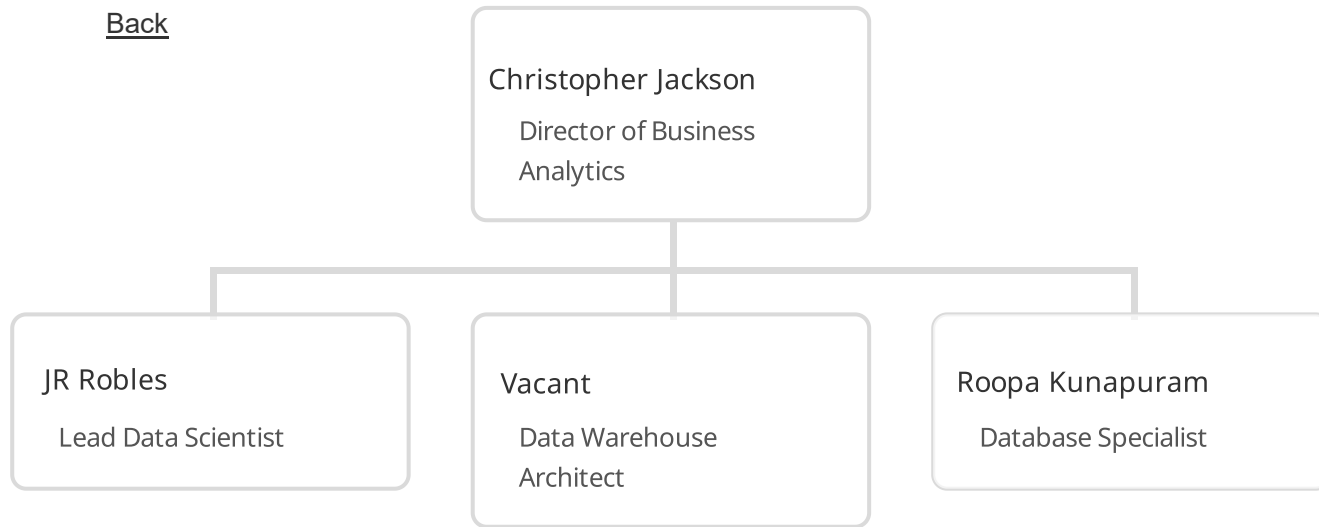 Back
Christopher Jackson
Director of Business
Analytics
JR Robles
Lead Data Scientist
Vacant
Data Warehouse
Architect
Roopa Kunapuram
Database Specialist